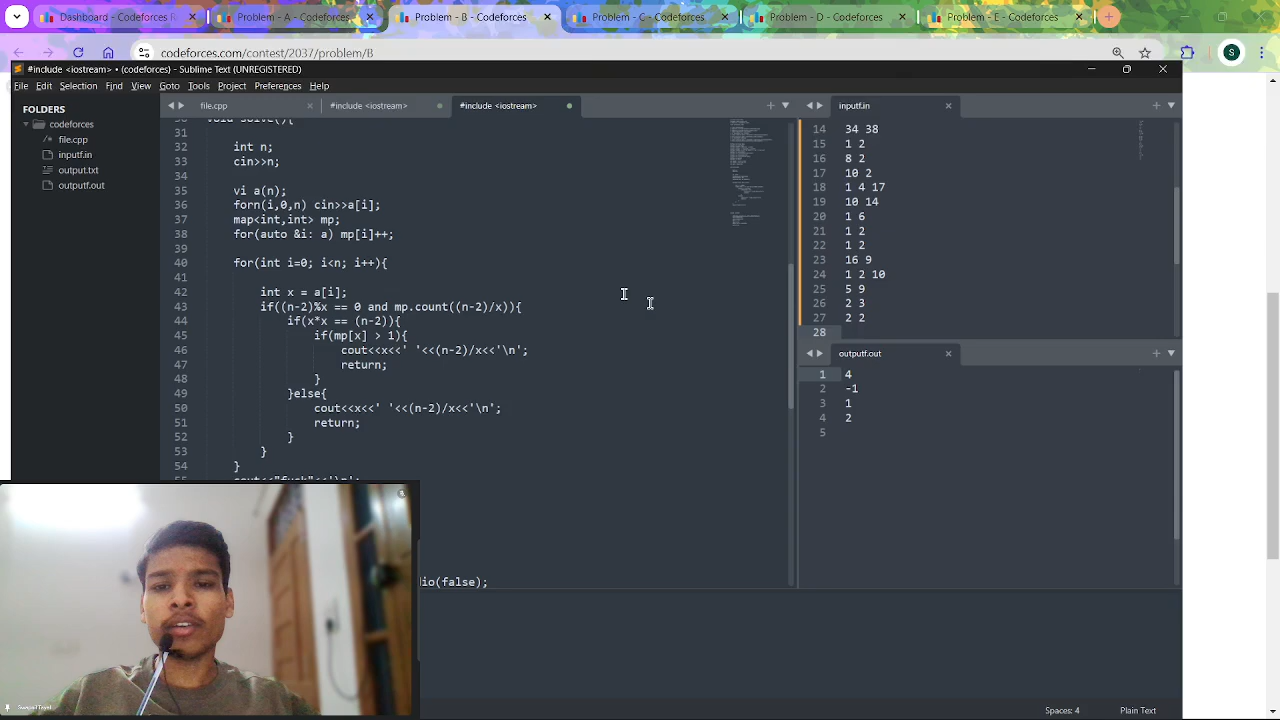 Dashboard - Codeforces R
Problem - A - Codeforces
Problem - B - Codeforces
Problem - C - Codeforces
Problem - D - Codeforces
Problem - E - Codeforces
codeforces.com/contest/2037/problem/B
S
#include <iostream> • (codeforces) - Sublime Text (UNREGISTERED)
File Edit Selection Find View Goto Tools Project Preferences Help
FOLDERS
codeforces
file.cpp
inputf.in
output.txt
outputf.out
file.cpp
#include <iostream>
#include <iostream>
30 void solve(){
31
32 int n;
33 cin>>n;
34
35 vi a(n);
36 forn(i,0,n) cin>>a[i];
37 map<int,int> mp;
38 for(auto &i: a) mp[i]++;
39
40 for(int i=0; i<n; i++){
41
42 int x = a[i];
43 if((n-2)%x == 0 and mp.count((n-2)/x)){
44 if(x*x == (n-2)){
45 if(mp[x] > 1){
46 cout<<x<<' '<<(n-2)/x<<'\n';
47 return;
48 }
49 }else{
50 cout<<x<<' '<<(n-2)/x<<'\n';
51 return;
52 }
53 }
54 }
55 cout<<"fuck"<<'\n';
io(false);
inputf.in
14 34 38
15 1 2
16 8 2
17 10 2
18 1 4 17
19 10 14
20 1 6
21 1 2
22 1 2
23 16 9
24 1 2 10
25 5 9
26 2 3
27 2 2
28
outputf.out
1 4
2 -1
3 1
4 2
5
Spaces: 4
Plain Text